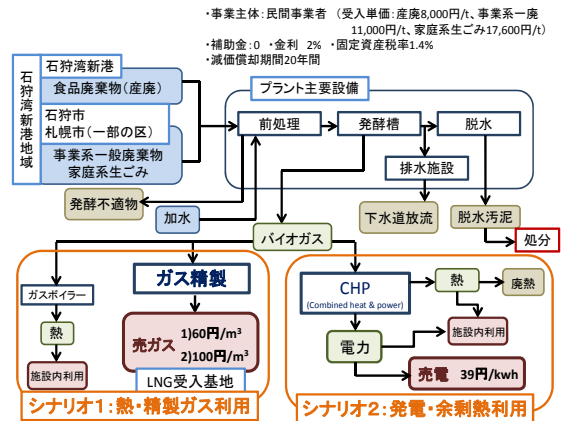 ・事業主体:民間事業者 (受入単価:産廃8,000円/t、事業系一廃
11,000円/t、家庭系生ごみ17,600円/t)
・補助金:0 ・金利 2% ・固定資産税率1.4%
・減価償却期間20年間
石狩湾新港地域
石狩湾新港
食品廃棄物(産廃)
石狩市
札幌市(一部の区)
事業系一般廃棄物
家庭系生ごみ
プラント主要設備
前処理
発酵槽
脱水
排水施設
発酵不適物
加水
下水道放流
脱水汚泥
処分
バイオガス
ガスボイラー
ガス精製
熱
施設内利用
売ガス
1)60円/m³
2)100円/m³
LNG受入基地
シナリオ1:熱・精製ガス利用
CHP
(Combined heat & power)
熱
廃熱
施設内利用
電力
売電 39円/kwh
シナリオ2:発電・余剰熱利用